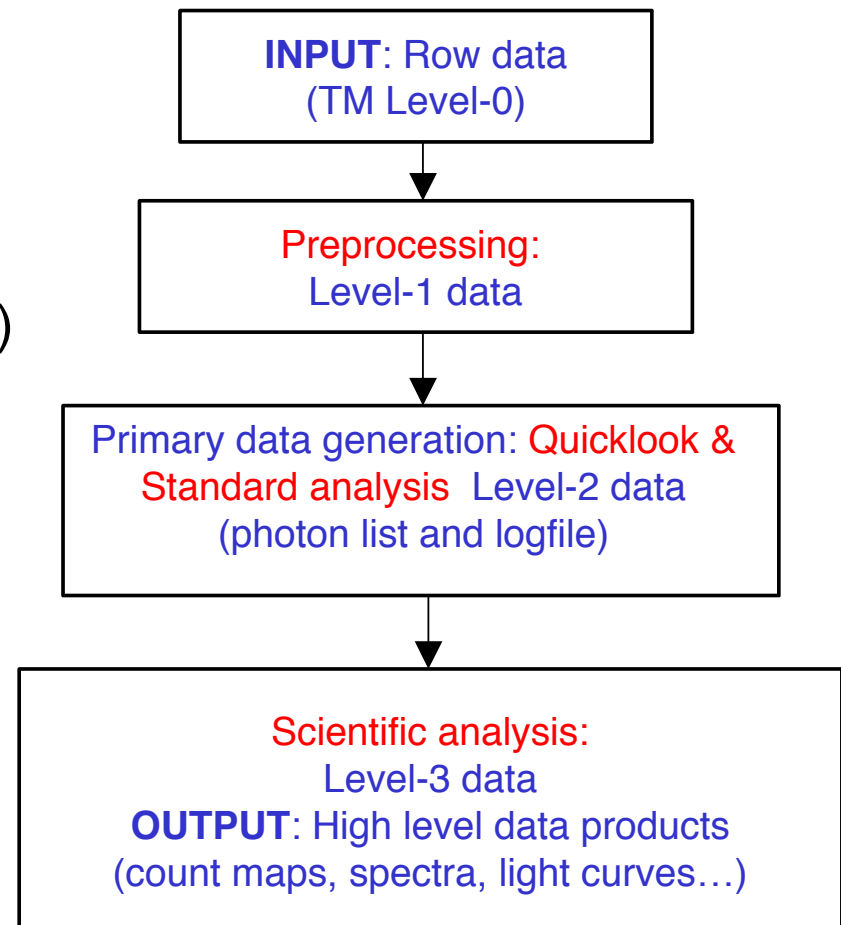 INPUT: Row data
(TM Level-0)
Preprocessing:
Level-1 data
)
Primary data generation: Quicklook &
Standard analysis Level-2 data
(photon list and logfile)
Scientific analysis:
Level-3 data
OUTPUT: High level data products
(count maps, spectra, light curves…)